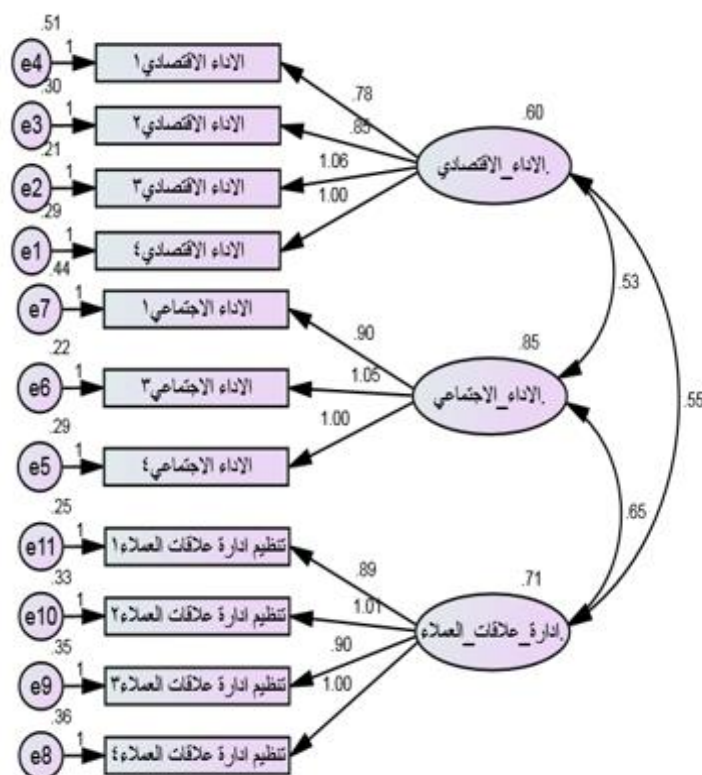 .51
e4
1
الاداء الاقتصادي١
.78
.30
e3
1
الاداء الاقتصادي٢
.85
.60
.الاداء_الاقتصادي
.21
e2
1
الاداء الاقتصادي٣
1.06
.29
e1
1
الاداء الاقتصادي٤
1.00
.44
e7
1
الاداء الاجتماعي١
.90
.53
.22
e6
1
الاداء الاجتماعي٣
1.05
.85
.الاداء_الاجتماعي
.55
.29
e5
1
الاداء الاجتماعي٤
1.00
.25
e11
1
تنظيم ادارة علاقات العملاء١
.89
.65
.33
e10
1
تنظيم ادارة علاقات العملاء٢
1.01
.71
.ادارة_علاقات_العملاء
.35
e9
1
تنظيم ادارة علاقات العملاء٣
.90
.36
e8
1
تنظيم ادارة علاقات العملاء٤
1.00